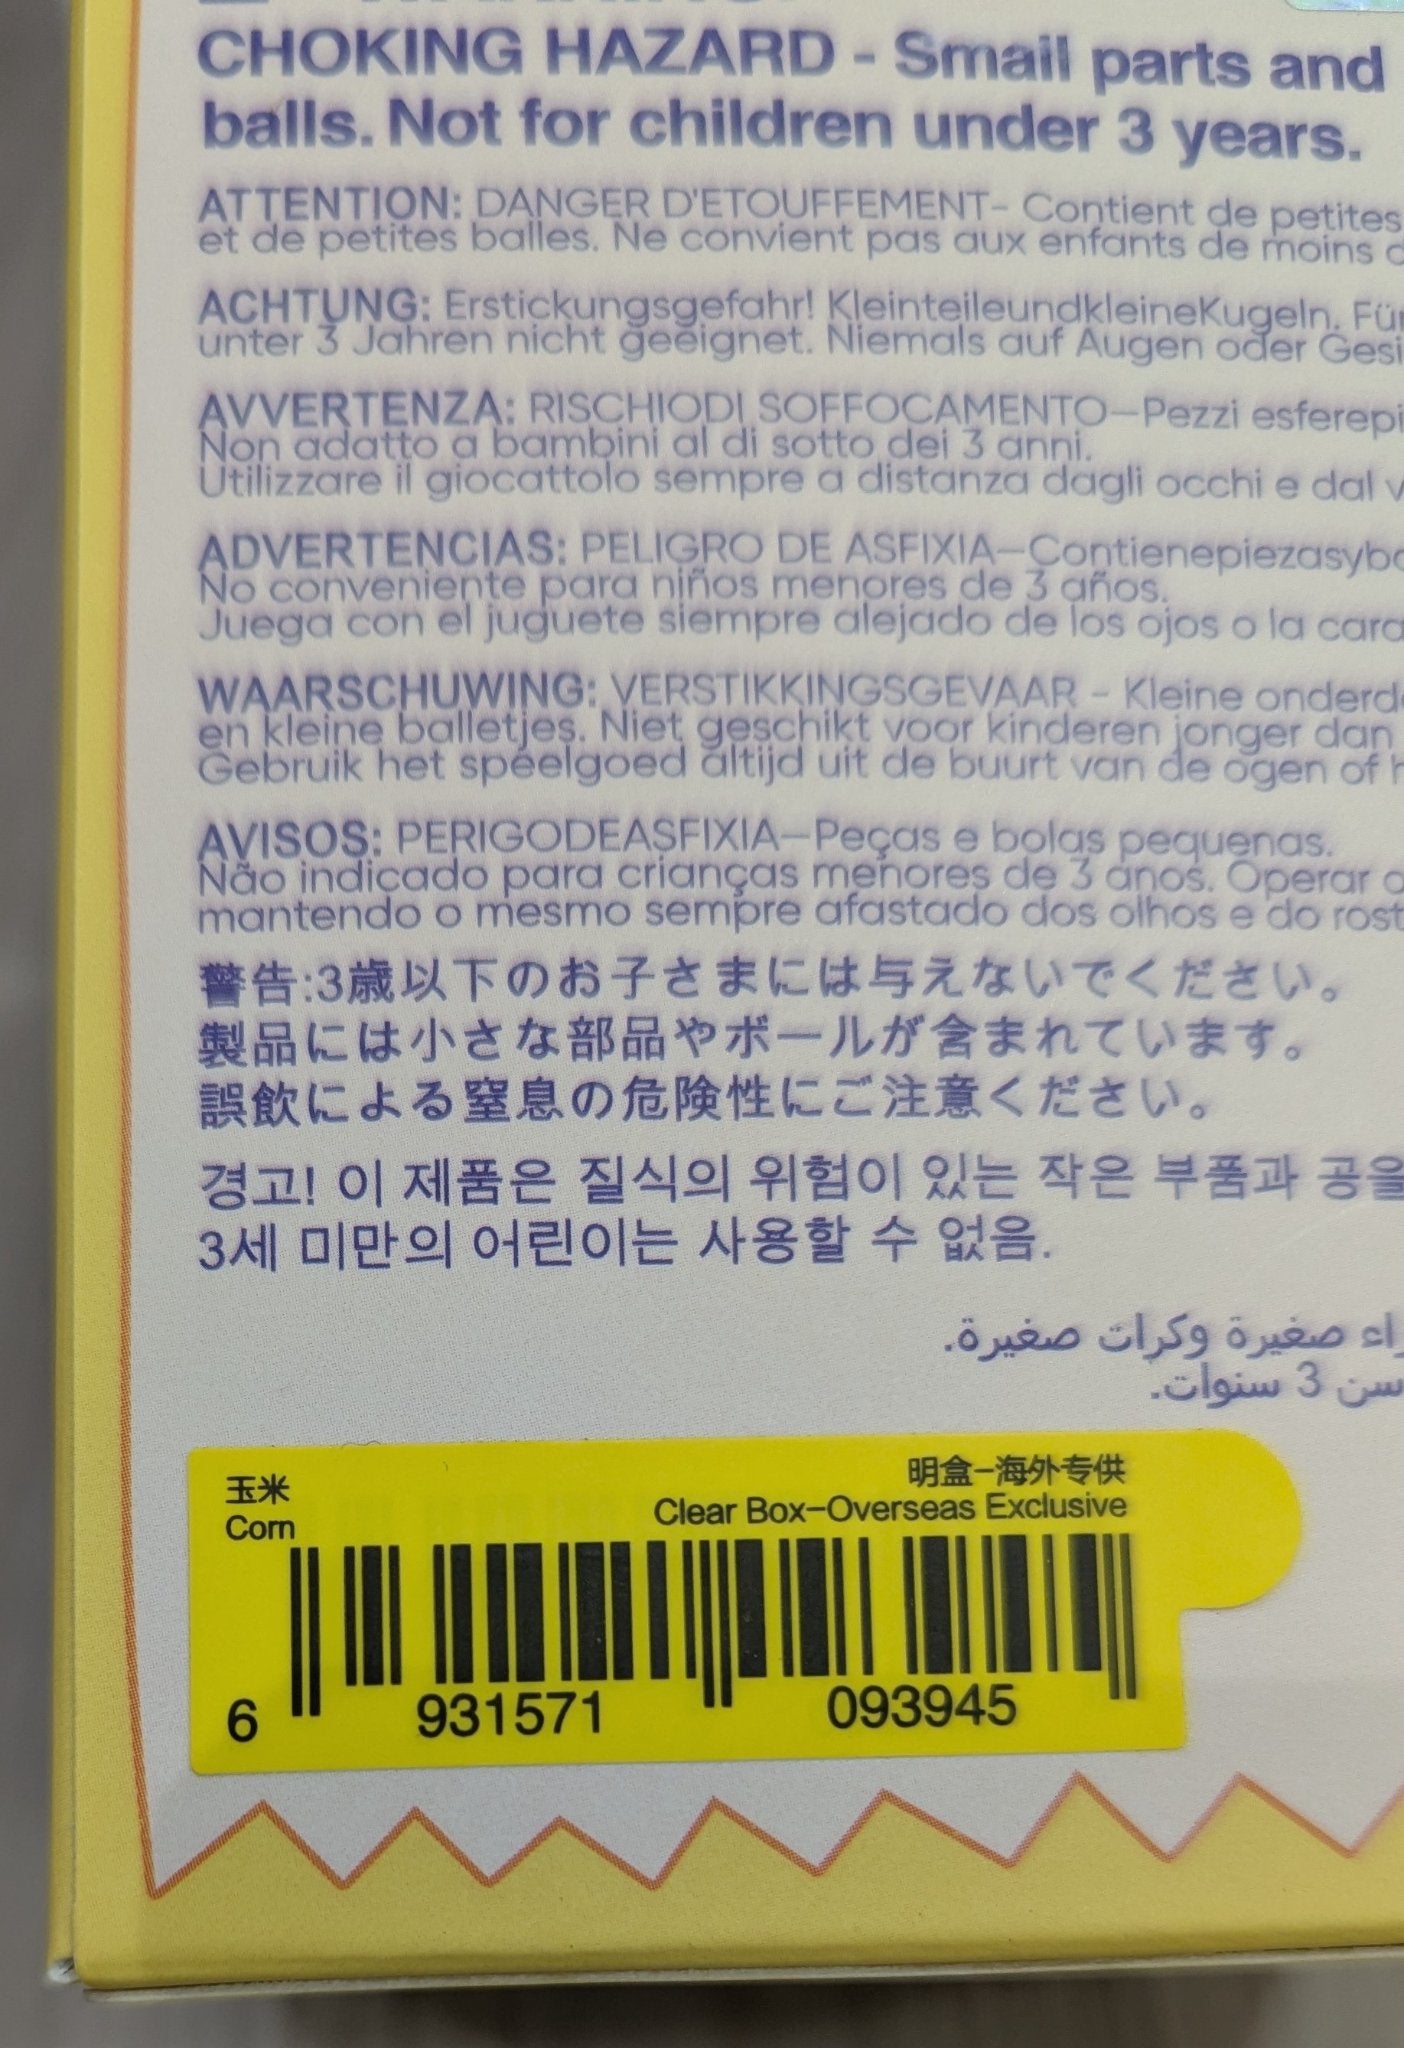 CHOKING HAZARD - Small parts and
balls. Not for children under 3 years.
ATTENTION: DANGER D'ETOUFFEMENT- Contient de petites
et de petites balles. Ne convient pas aux enfants de moins
ACHTUNG: Erstickungsgefahr! KleinteileundkleineKugeln. Für
unter 3 Jahren nicht geeignet. Niemals auf Augen oder
AVVERTENZA: RISCHIODI SOFFOCAMENTO—Pezzi
Non adatto a bambini al di sotto dei 3 anni.
Utilizzare il giocattolo sempre a distanza dagli occhi e dal
ADVERTENCIAS: PELIGRO DE ASFIXIA—
No conveniente para niños menores de 3 años.
Juega con el juguete siempre alejado de los ojos o la cara
WAARSCHUWING: VERSTIKKINGSGEVAAR - Kleine
en kleine balletjes. Niet geschikt voor kinderen jonger dan
Gebruik het speelgoed altijd uit de buurt van de ogen of
AVISOS: PERIGODEASFIXIA—Peças e bolas pequenas.
Não indicado para crianças menores de 3 anos. Operar
mantendo o mesmo sempre afastado dos olhos e do
警告:3歳以下のお子さまには与えないでください。
製品には小さな部品やボールが含まれています。
誤飲による窒息の危険性にご注意ください。
경고! 이 제품은 질식의 위험이 있는 작은 부품과 공을
3세 미만의 어린이는 사용할 수 없음.
صغيرة وكرات صغيرة.
سن 3 سنوات.
玉米
Corn
明盒-海外专供
Clear Box-Overseas Exclusive
6 931571 093945